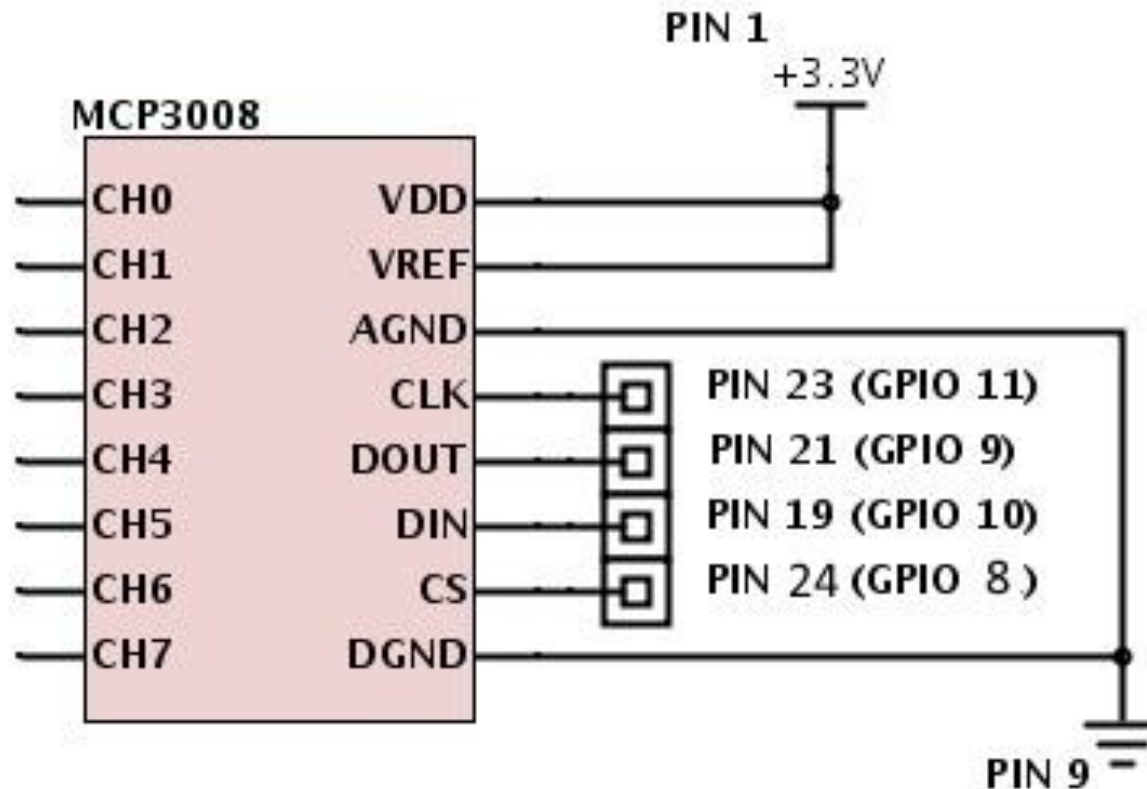 PIN 1
+3.3V
MCP3008
CH0 VDD
CH1 VREF
CH2 AGND
CH3 CLK PIN 23 (GPIO 11)
CH4 DOUT PIN 21 (GPIO 9)
CH5 DIN PIN 19 (GPIO 10)
CH6 CS PIN 24 (GPIO 8)
CH7 DGND
PIN 9